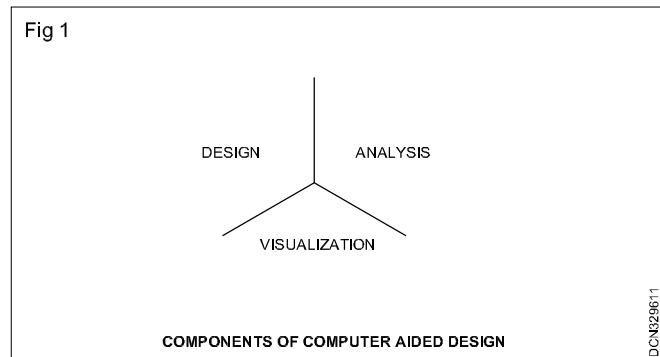 Fig 1
DESIGN
ANALYSIS
VISUALIZATION
COMPONENTS OF COMPUTER AIDED DESIGN
DCN329611